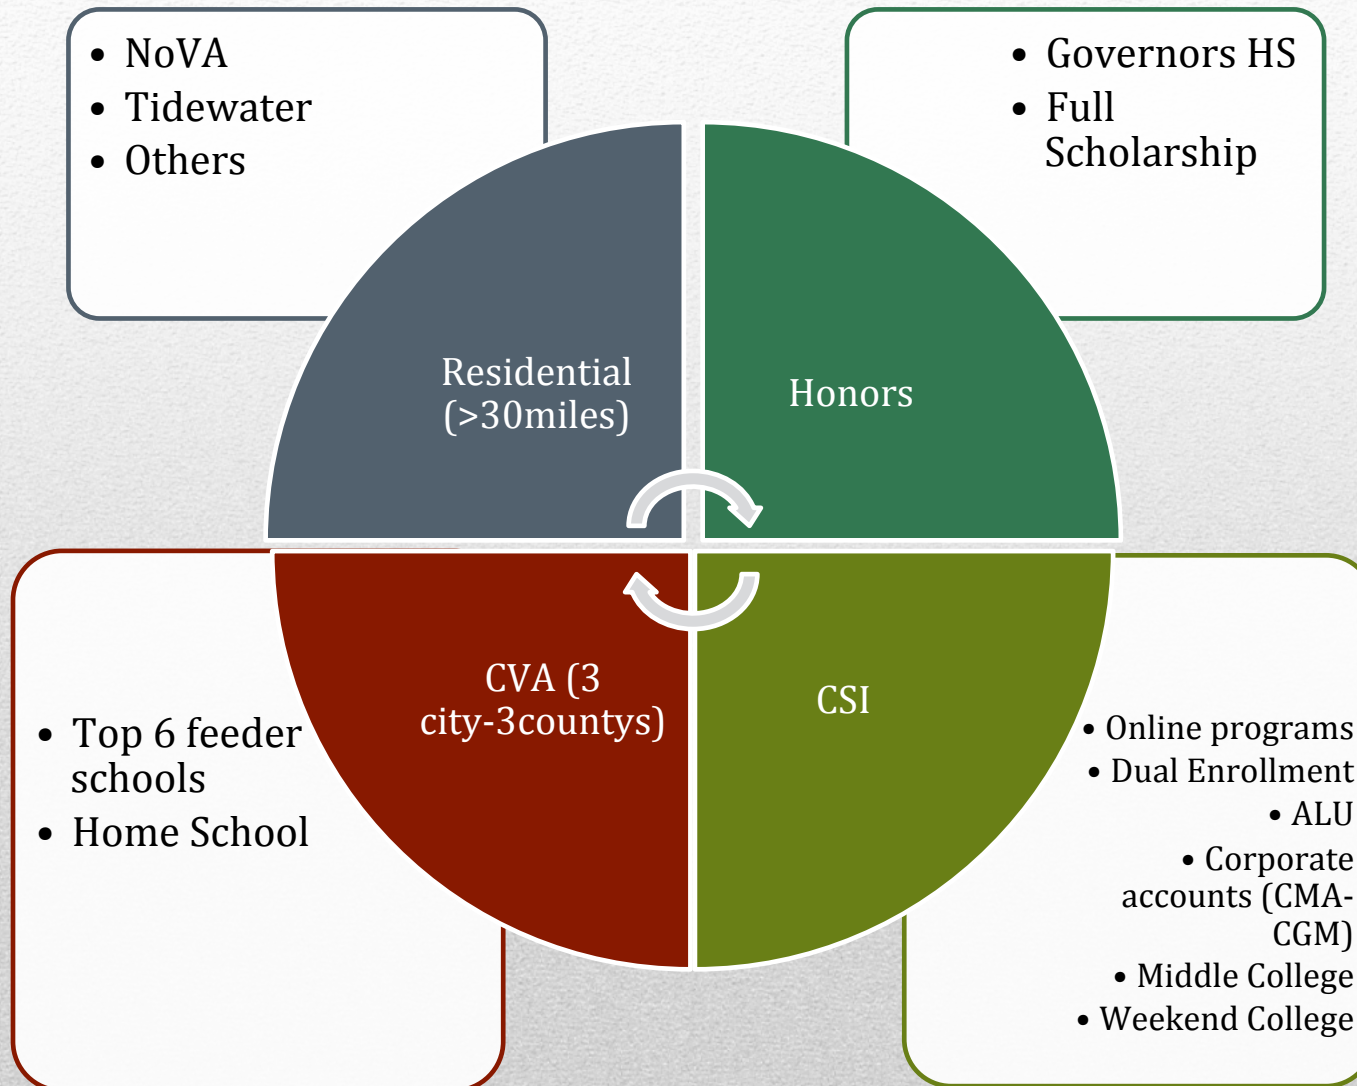 • NoVA
• Tidewater
• Others
• Governors HS
• Full
Scholarship
Residential
(>30miles)
Honors
CVA (3
city-3countys)
CSI
• Top 6 feeder
schools
• Home School
• Online programs
• Dual Enrollment
• ALU
• Corporate
accounts (CMA-
CGM)
• Middle College
• Weekend College